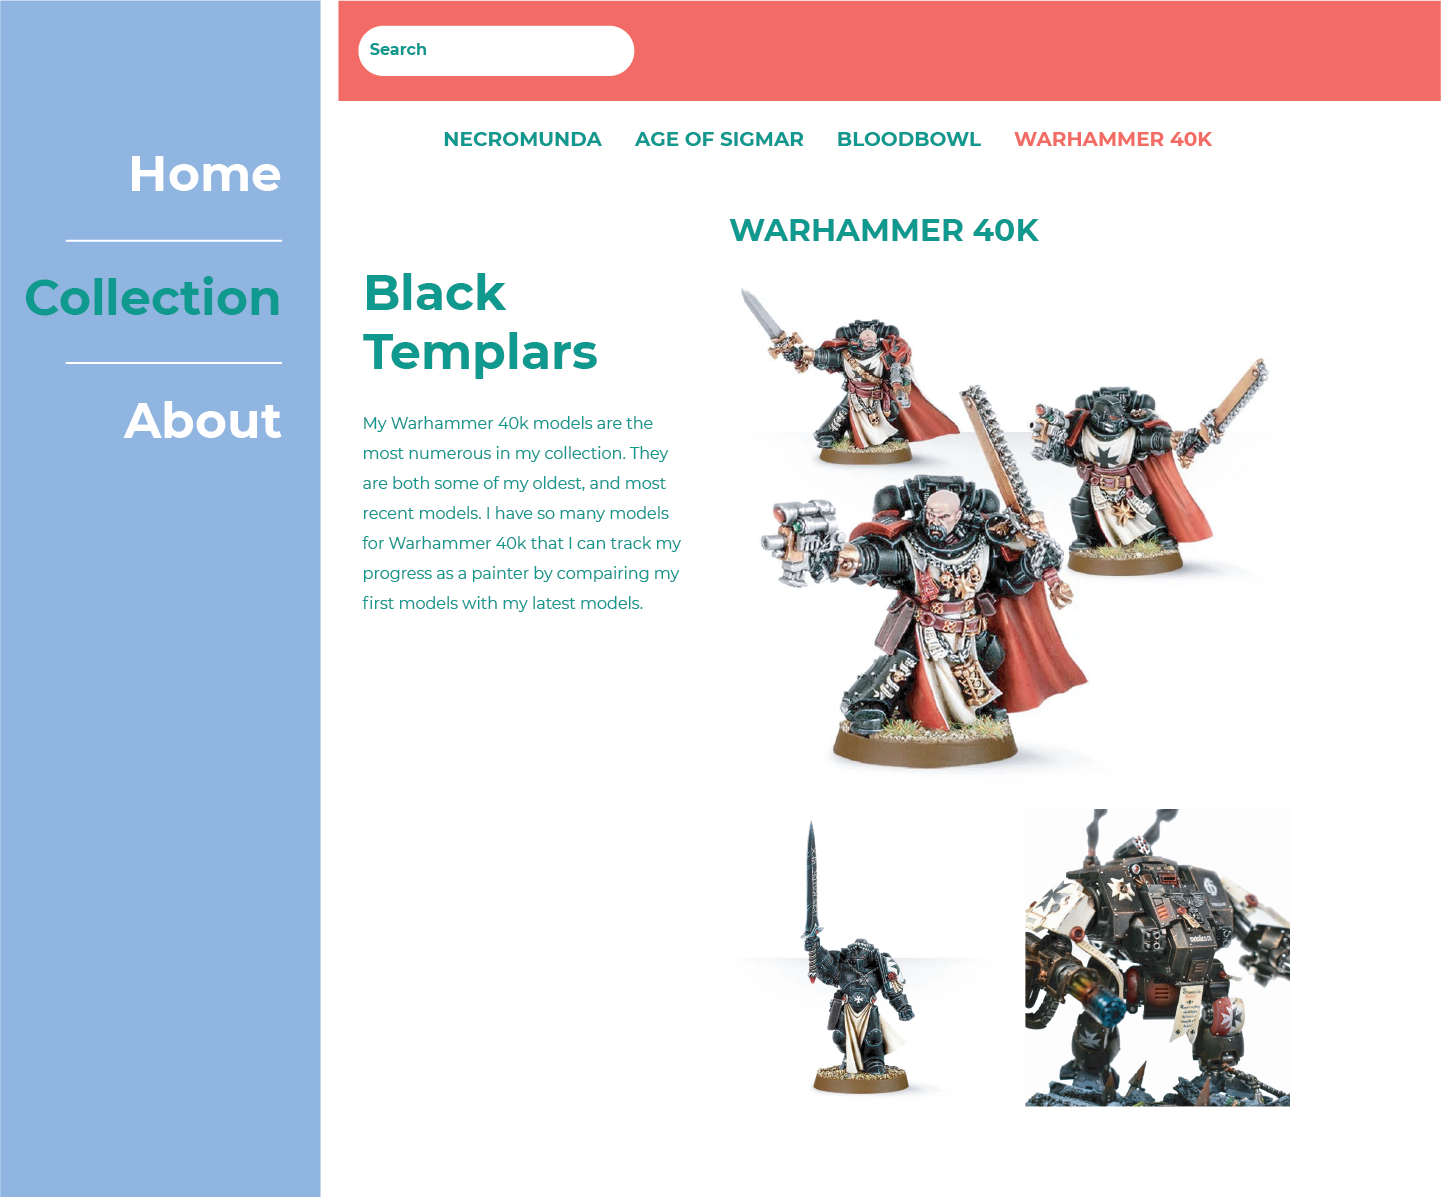 Home
Collection
About
Search
NECROMUNDA AGE OF SIGMAR BLOODBOWL WARHAMMER 40K
WARHAMMER 40K
Black
Templars
My Warhammer 40k models are the
most numerous in my collection. They
are both some of my oldest, and most
recent models. I have so many models
for Warhammer 40k that I can track my
progress as a painter by compairing my
first models with my latest models.